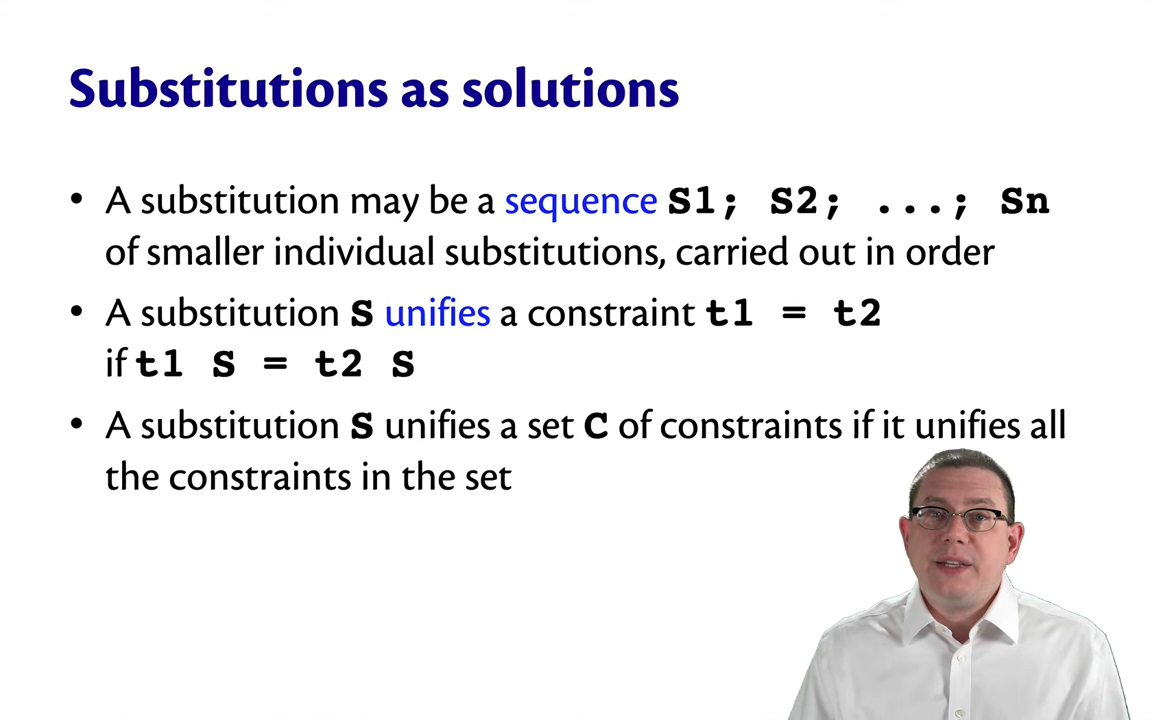 Substitutions as solutions
• A substitution may be a sequence S1; S2; ...; Sn
of smaller individual substitutions, carried out in order
• A substitution S unifies a constraint t1 = t2
if t1 S = t2 S
• A substitution S unifies a set C of constraints if it unifies all
the constraints in the set